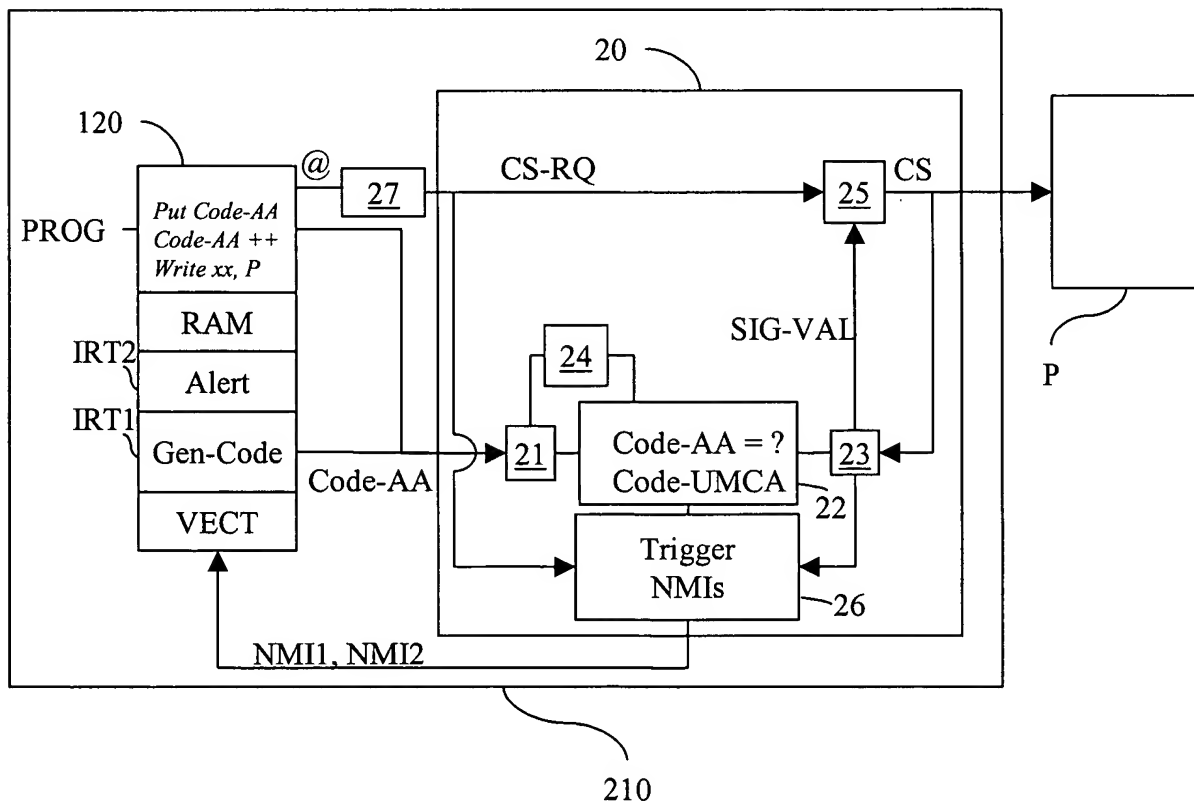 20
120
@
27
CS-RQ
25
CS
PROG
Put Code-AA
Code-AA ++
Write xx, P
RAM
SIG-VAL
P
IRT2
Alert
24
IRT1
Gen-Code
Code-AA
21
Code-AA = ?
Code-UMCA
23
22
VECT
Trigger
NMIs
26
NMI1, NMI2
210